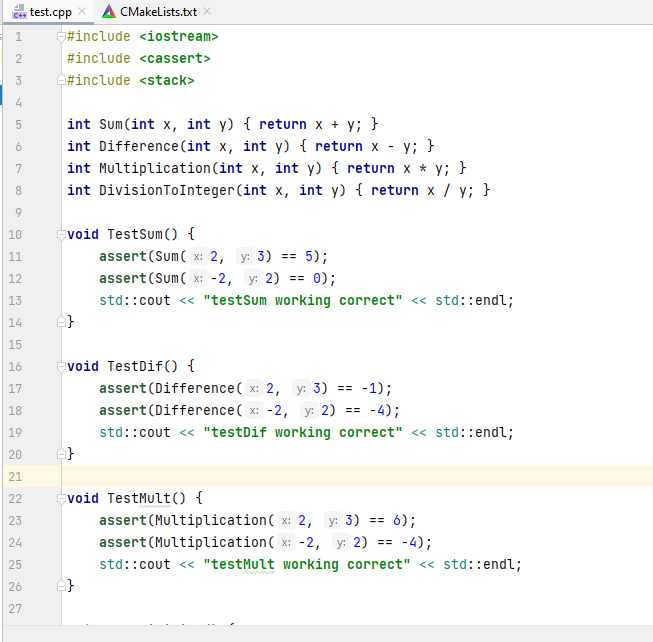 test.cpp CMakeLists.txt
1 #include <iostream>
2 #include <cassert>
3 #include <stack>
4
5 int Sum(int x, int y) { return x + y; }
6 int Difference(int x, int y) { return x - y; }
7 int Multiplication(int x, int y) { return x * y; }
8 int DivisionToInteger(int x, int y) { return x / y; }
9
10 void TestSum() {
11 assert(Sum( x: 2, y: 3) == 5);
12 assert(Sum( x: -2, y: 2) == 0);
13 std::cout << "testSum working correct" << std::endl;
14 }
15
16 void TestDif() {
17 assert(Difference( x: 2, y: 3) == -1);
18 assert(Difference( x: -2, y: 2) == -4);
19 std::cout << "testDif working correct" << std::endl;
20 }
21
22 void TestMult() {
23 assert(Multiplication( x: 2, y: 3) == 6);
24 assert(Multiplication( x: -2, y: 2) == -4);
25 std::cout << "testMult working correct" << std::endl;
26 }
27